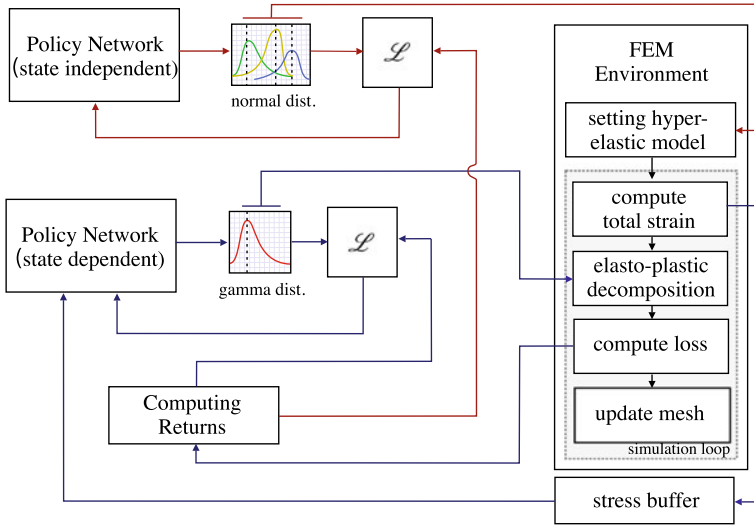 Policy Network
(state independent)
normal dist.
ℒ
FEM
Environment
setting hyper-
elastic model
compute
total strain
elasto-plastic
decomposition
compute loss
update mesh
simulation loop
Policy Network
(state dependent)
gamma dist.
ℒ
Computing
Returns
stress buffer